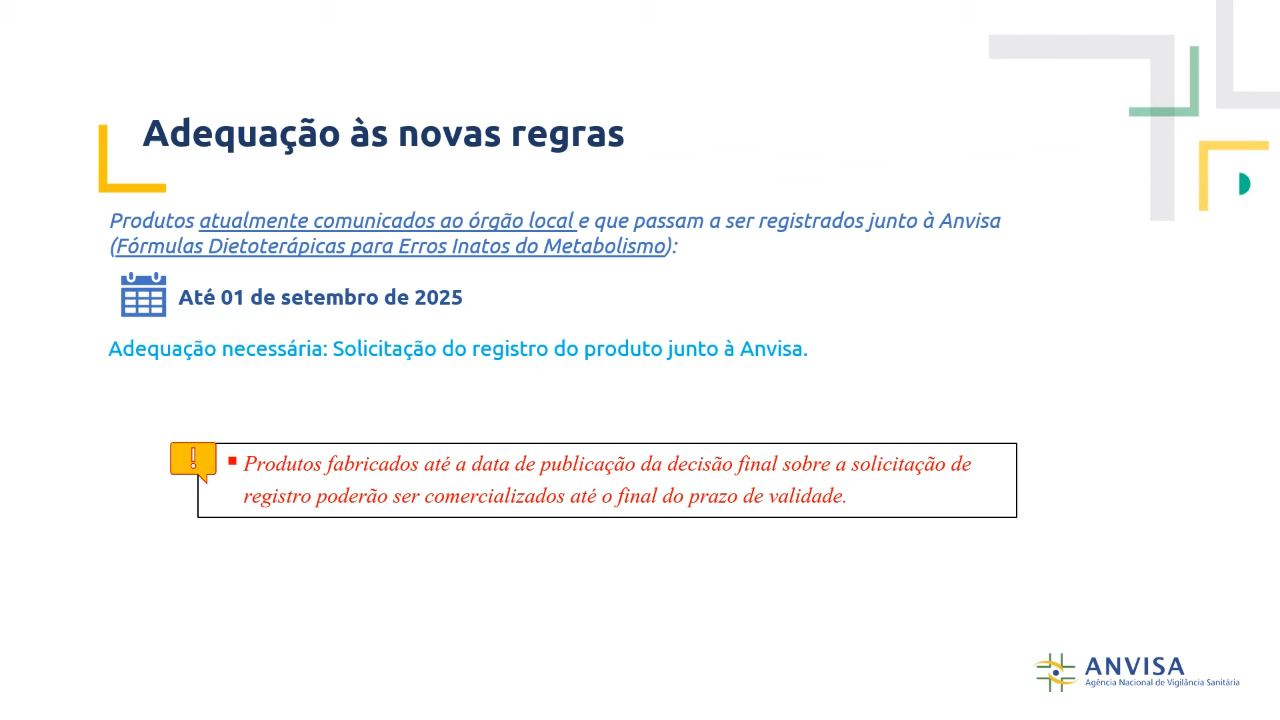 Adequação às novas regras
Produtos atualmente comunicados ao órgão local e que passam a ser registrados junto à Anvisa
(Fórmulas Dietoterápicas para Erros Inatos do Metabolismo):
Até 01 de setembro de 2025
Adequação necessária: Solicitação do registro do produto junto à Anvisa.
! ▪ Produtos fabricados até a data de publicação da decisão final sobre a solicitação de
registro poderão ser comercializados até o final do prazo de validade.
ANVISA
Agência Nacional de Vigilância Sanitária